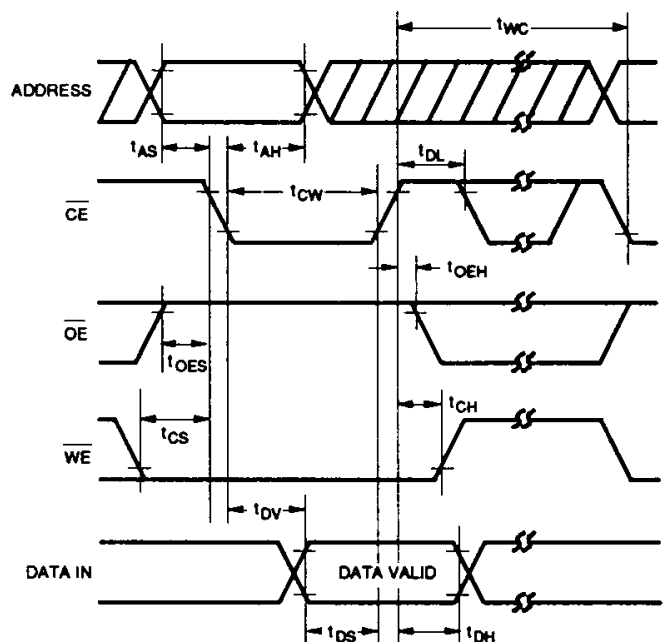 tWC
ADDRESS
tAS
tAH
tDL
tCW
CE
tOEH
OE
tOES
tCH
tCS
WE
tDV
DATA IN
DATA VALID
tDS
tDH